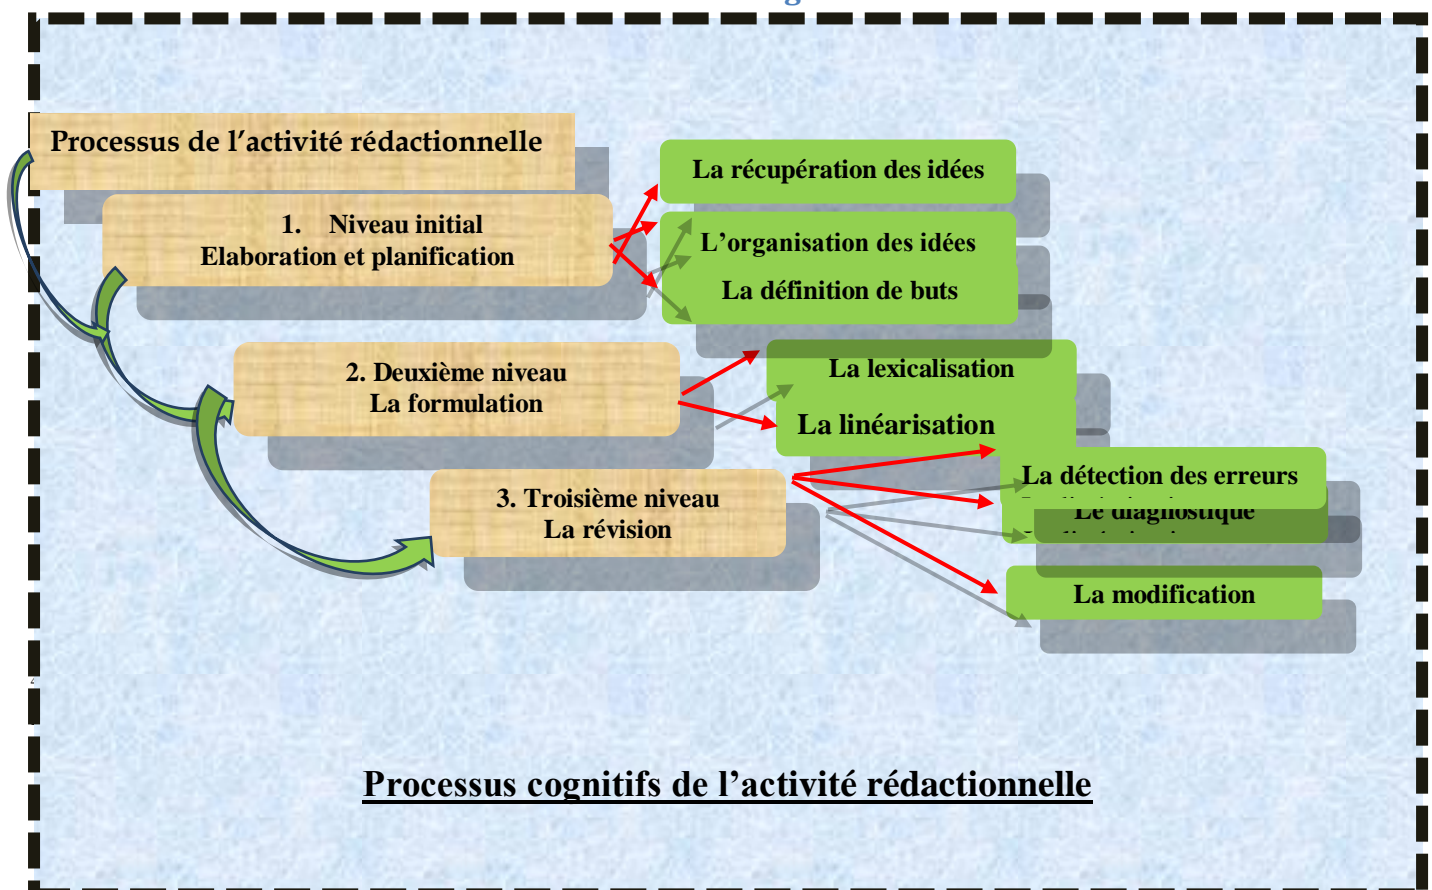 Processus de l’activité rédactionnelle
1. Niveau initial
Elaboration et planification
La récupération des idées
L’organisation des idées
La définition de buts
2. Deuxième niveau
La formulation
La lexicalisation
La linéarisation
3. Troisième niveau
La révision
La détection des erreurs
Le diagnostique
La modification
Processus cognitifs de l’activité rédactionnelle